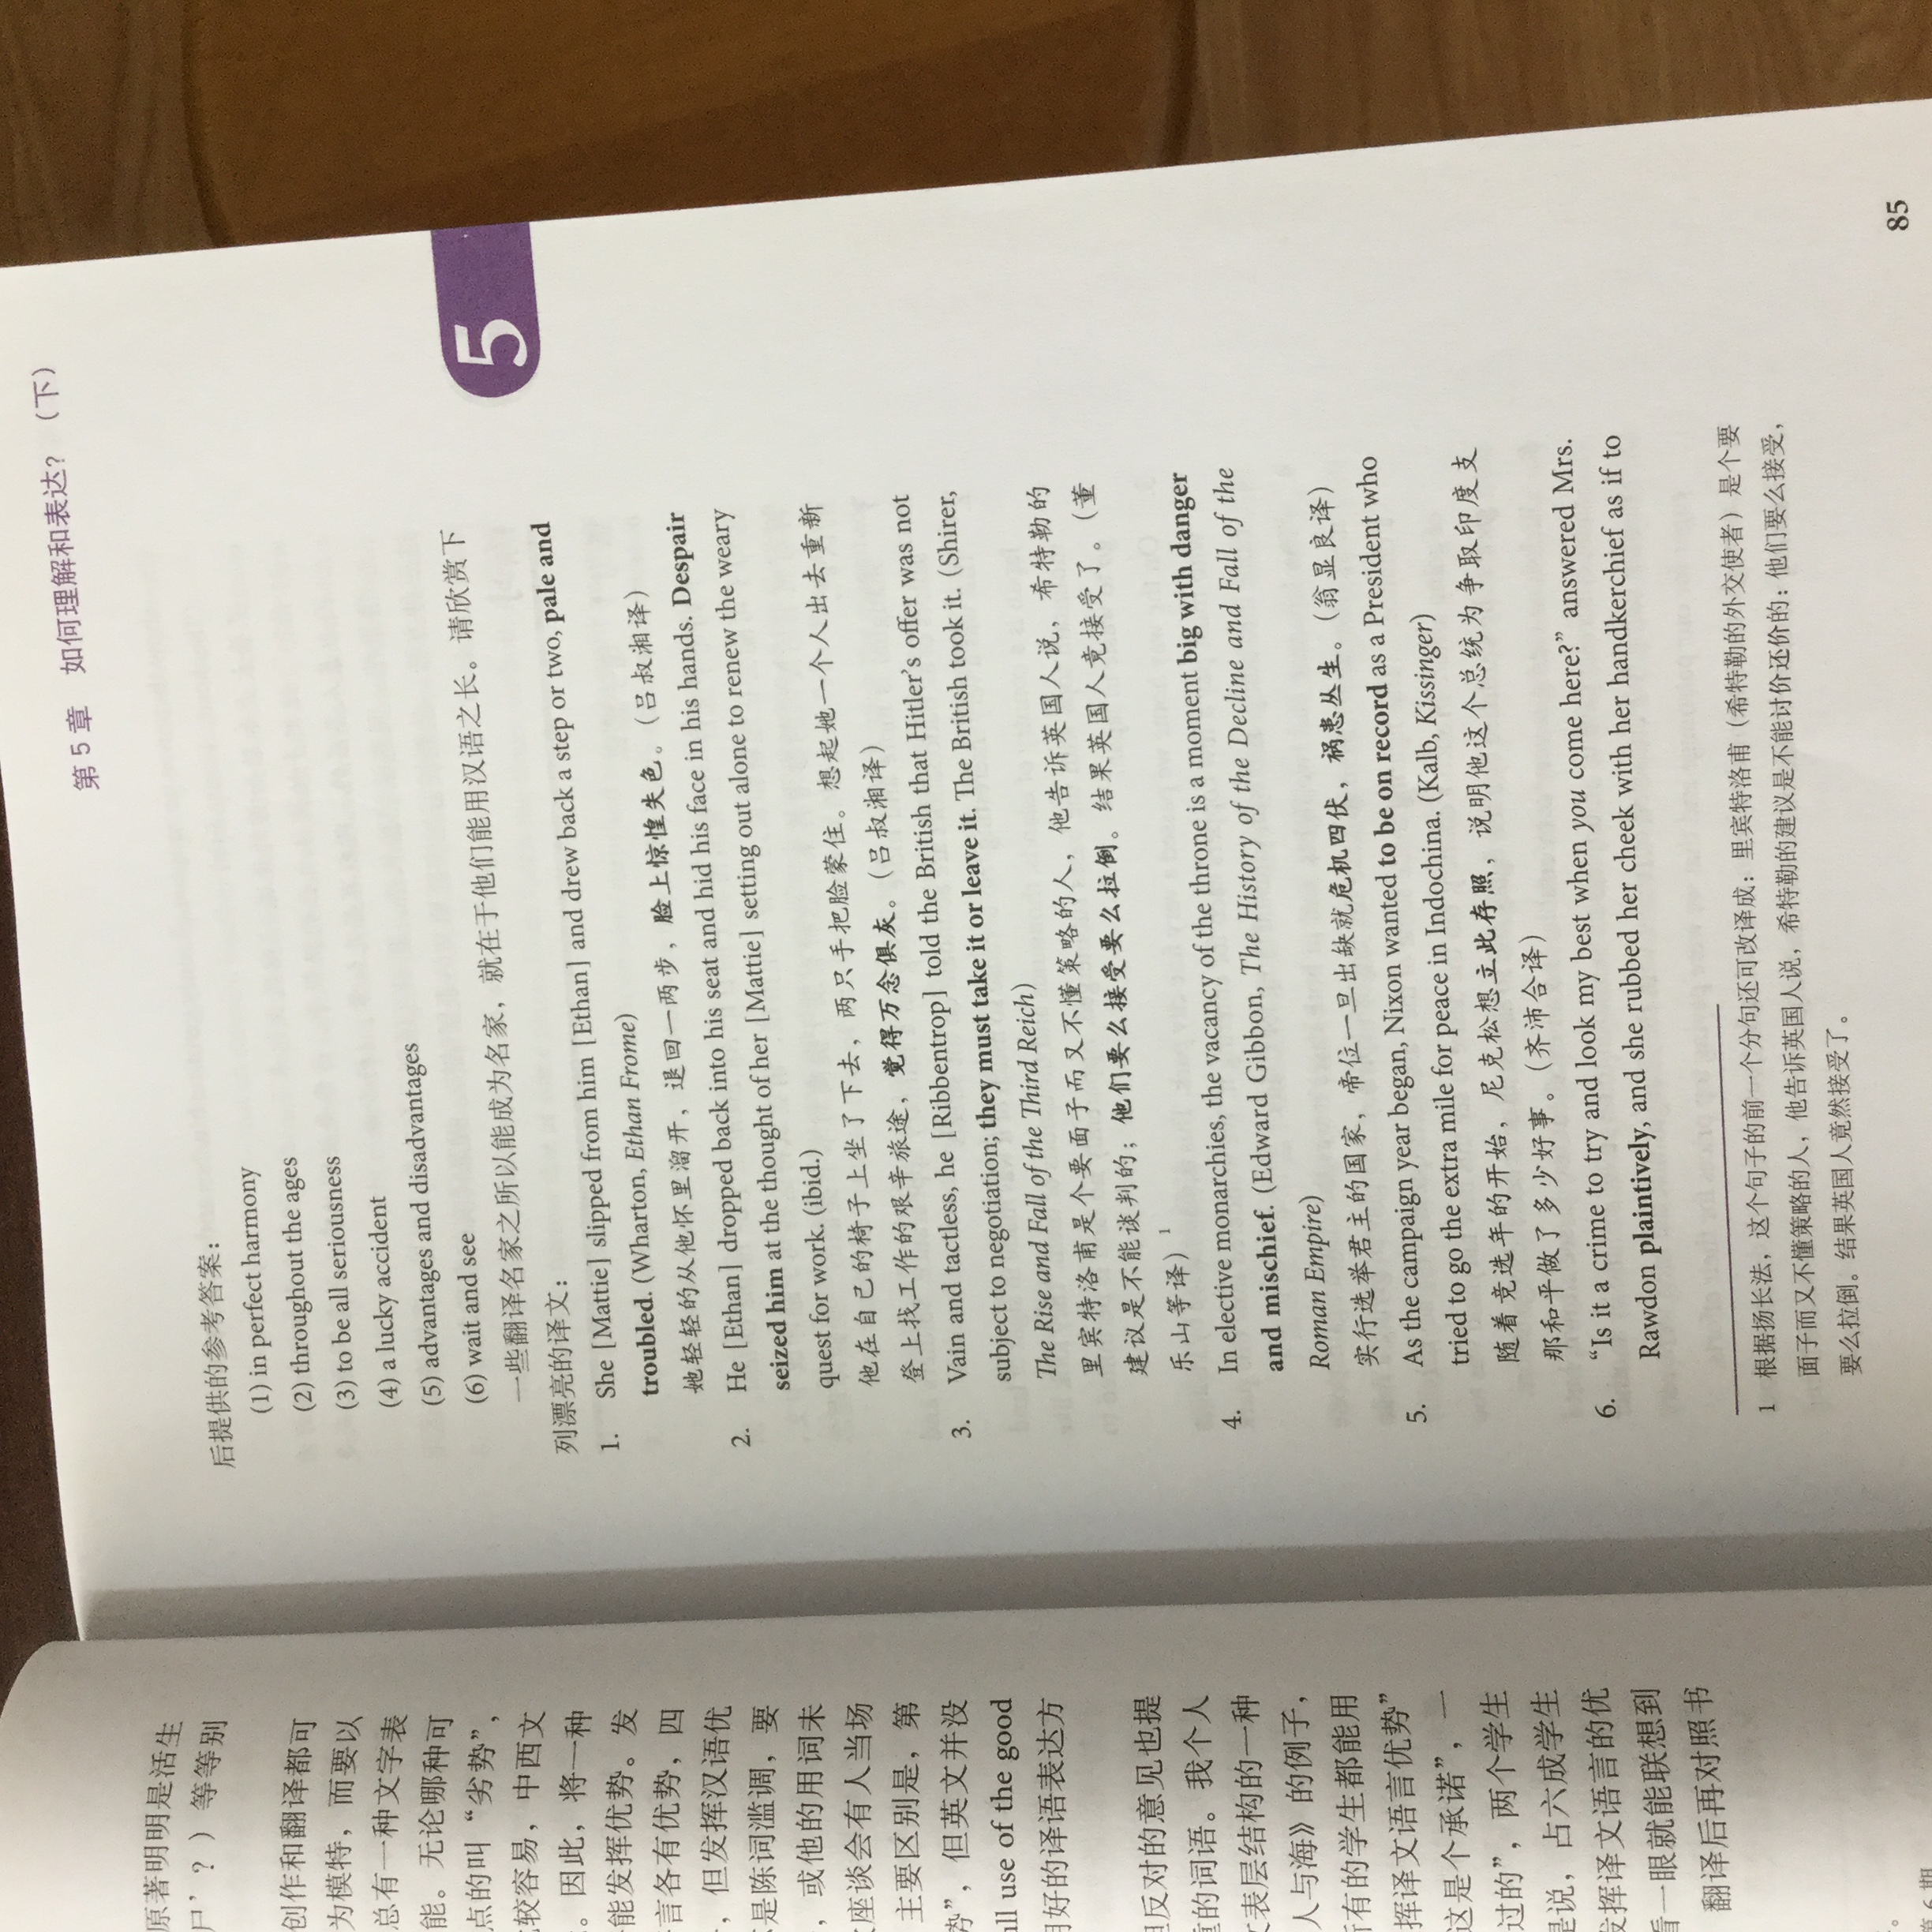 原著明明是活生
尸’？）等等别
创作和翻译都可
为模特，而要以
总有一种文字表
能。无论哪种可
较容易，中西文
点的叫“劣势”，
。因此，将一种
能发挥优势。发
言各有优势，四
，但发挥汉语优
是陈词滥调，要
，或他的用词未
座谈会有人当场
主要区别是，第
势”，但英文并没
all use of the good
用好的译语表达方
但反对的意见也提
的词语。我个人
表层结构的一种
人与海》的例子，
所有的学生都能用
挥译文语言优势”
这是个承诺”，一
过的”，两个学生
是说，占六成学生
发挥译文语言的优
看一眼就能联想到
翻译后再对照书
第5章 如何理解和表达？（下）
5
后提供的参考答案：
(1) in perfect harmony
(2) throughout the ages
(3) to be all seriousness
(4) a lucky accident
(5) advantages and disadvantages
(6) wait and see
一些翻译名家之所以能成为名家，就在于他们能用汉语之长。请欣赏下
列漂亮的译文：
1. She [Mattie] slipped from him [Ethan] and drew back a step or two, pale and
troubled. (Wharton, Ethan Frome)
她轻轻的从他怀里溜开，退回一两步，脸上惊惶失色。（吕叔湘译）
2. He [Ethan] dropped back into his seat and hid his face in his hands. Despair
seized him at the thought of her [Mattie] setting out alone to renew the weary
quest for work. (ibid.)
他在自己的椅子上坐了下去，两只手把脸蒙住。想起她一个人出去重新
登上找工作的艰辛旅途，觉得万念俱灰。（吕叔湘译）
3. Vain and tactless, he [Ribbentrop] told the British that Hitler’s offer was not
subject to negotiation; they must take it or leave it. The British took it. (Shirer,
The Rise and Fall of the Third Reich)
里宾特洛甫是个要面子而又不懂策略的人，他告诉英国人说，希特勒的
建议是不能谈判的；他们要么接受要么拉倒。结果英国人竟接受了。（董
乐山等译）1
4. In elective monarchies, the vacancy of the throne is a moment big with danger
and mischief. (Edward Gibbon, The History of the Decline and Fall of the
Roman Empire)
实行选举君主的国家，帝位一旦出缺就危机四伏，祸患丛生。（翁显良译）
5. As the campaign year began, Nixon wanted to be on record as a President who
tried to go the extra mile for peace in Indochina. (Kalb, Kissinger)
随着竞选年的开始，尼克松想立此存照，说明他这个总统为争取印度支
那和平做了多少好事。（齐沛合译）
6. “Is it a crime to try and look my best when you come here?” answered Mrs.
Rawdon plaintively, and she rubbed her cheek with her handkerchief as if to
1 根据扬长法，这个句子的前一个分句还可改译成：里宾特洛甫（希特勒的外交使者）是个要
面子而又不懂策略的人，他告诉英国人说，希特勒的建议是不能讨价还价的：他们要么接受，
要么拉倒。结果英国人竟然接受了。
85